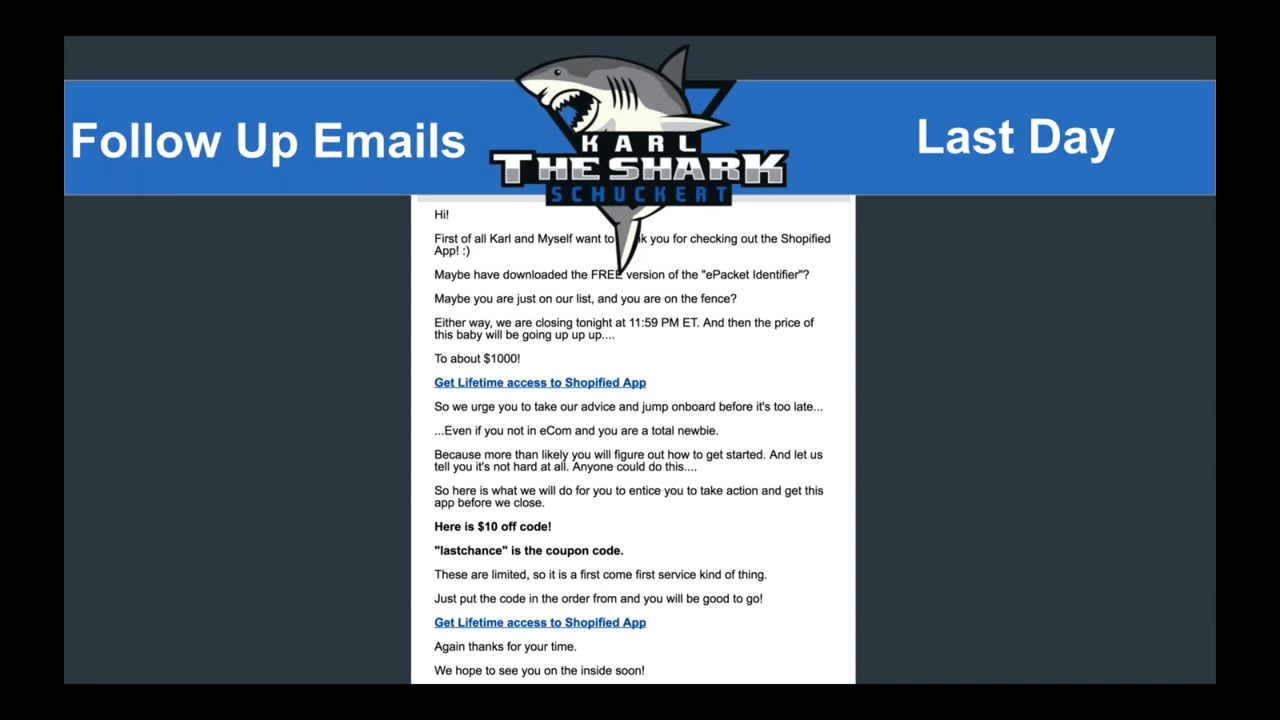 Follow Up Emails
Last Day
KARL
THE SHARK
SCHUCKERT
Hi!
First of all Karl and Myself want to k you for checking out the Shopified
App! :)
Maybe have downloaded the FREE version of the "ePacket Identifier"?
Maybe you are just on our list, and you are on the fence?
Either way, we are closing tonight at 11:59 PM ET. And then the price of
this baby will be going up up up....
To about $1000!
Get Lifetime access to Shopified App
So we urge you to take our advice and jump onboard before it's too late...
...Even if you not in eCom and you are a total newbie.
Because more than likely you will figure out how to get started. And let us
tell you it's not hard at all. Anyone could do this....
So here is what we will do for you to entice you to take action and get this
app before we close.
Here is $10 off code!
"lastchance" is the coupon code.
These are limited, so it is a first come first service kind of thing.
Just put the code in the order from and you will be good to go!
Get Lifetime access to Shopified App
Again thanks for your time.
We hope to see you on the inside soon!